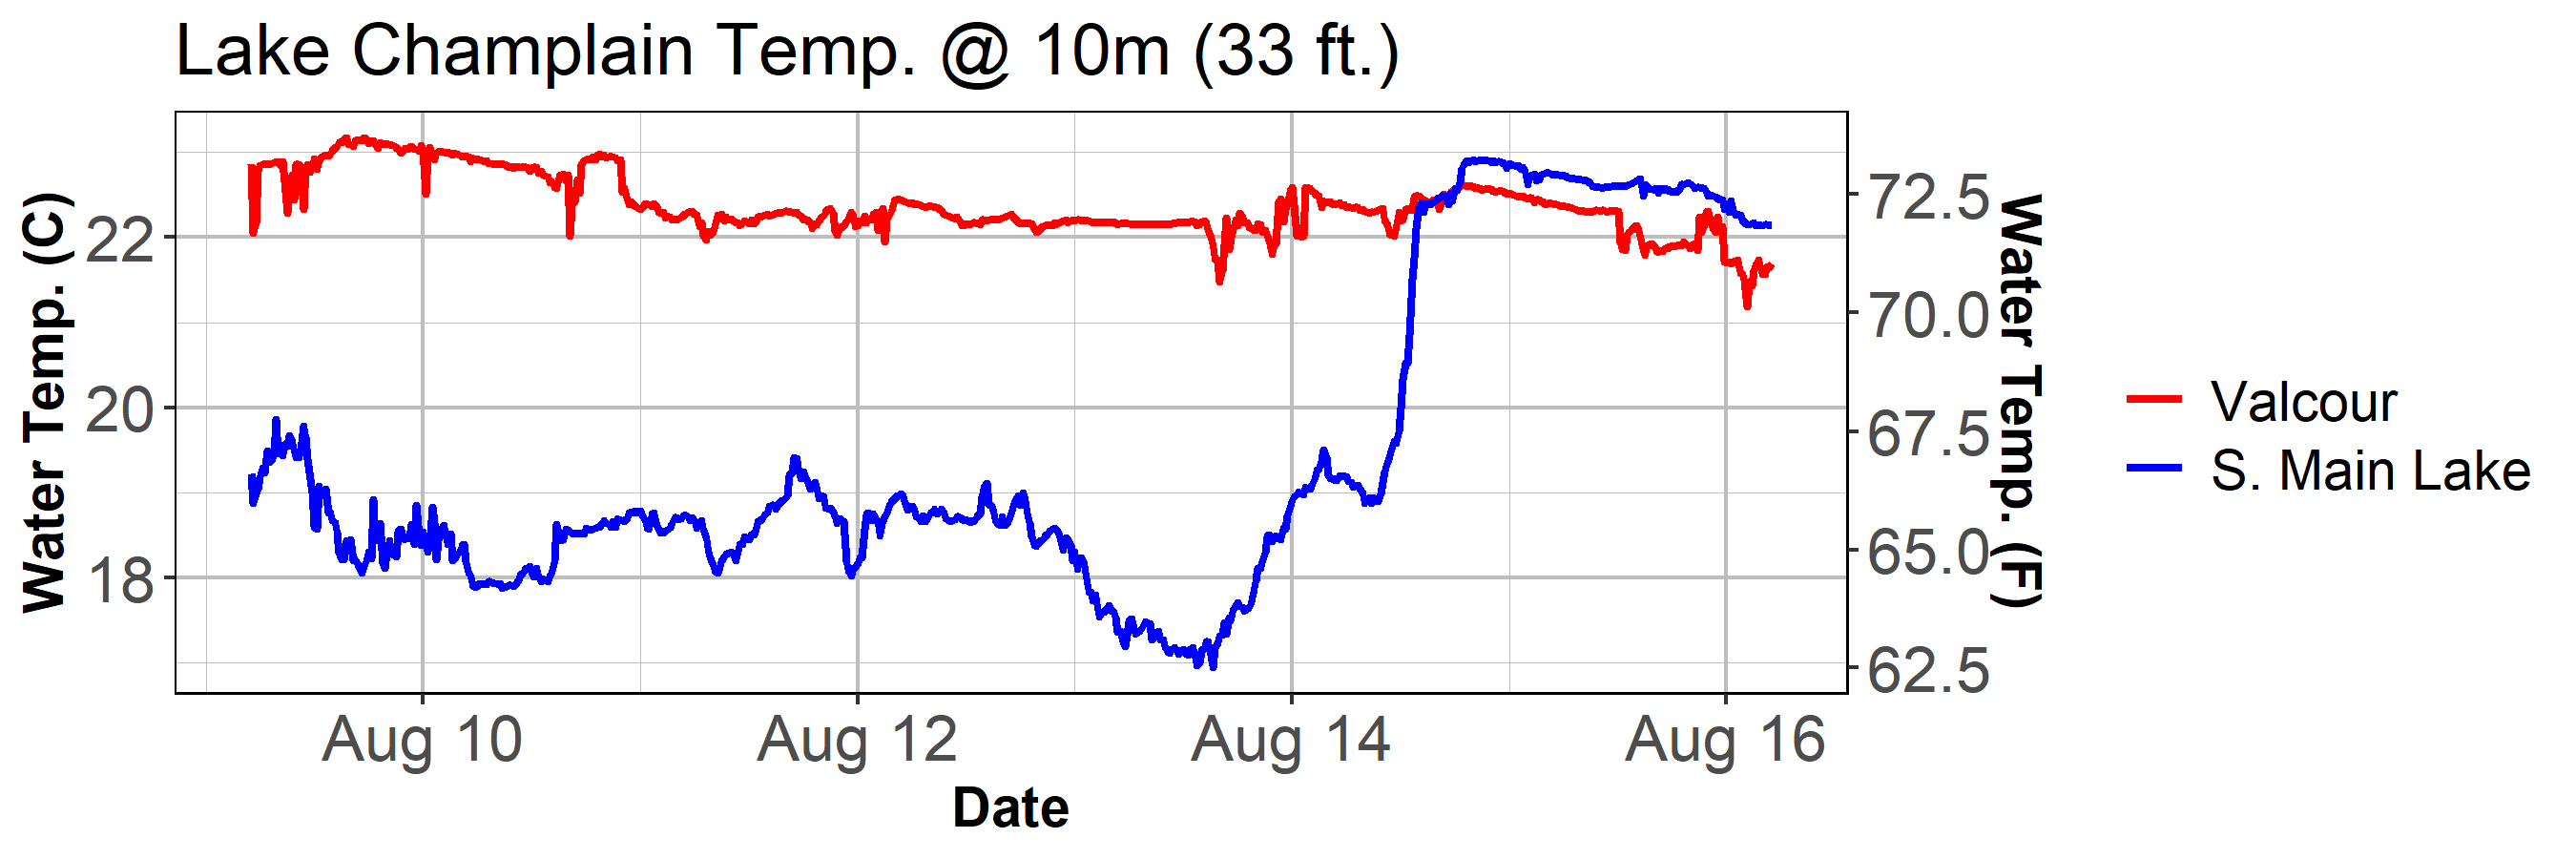 Lake Champlain Temp. @ 10m (33 ft.)
Water Temp. (C)
22
20
18
72.5
70.0
67.5
65.0
62.5
Water Temp. (F)
Aug 10
Aug 12
Aug 14
Aug 16
Date
Valcour
S. Main Lake